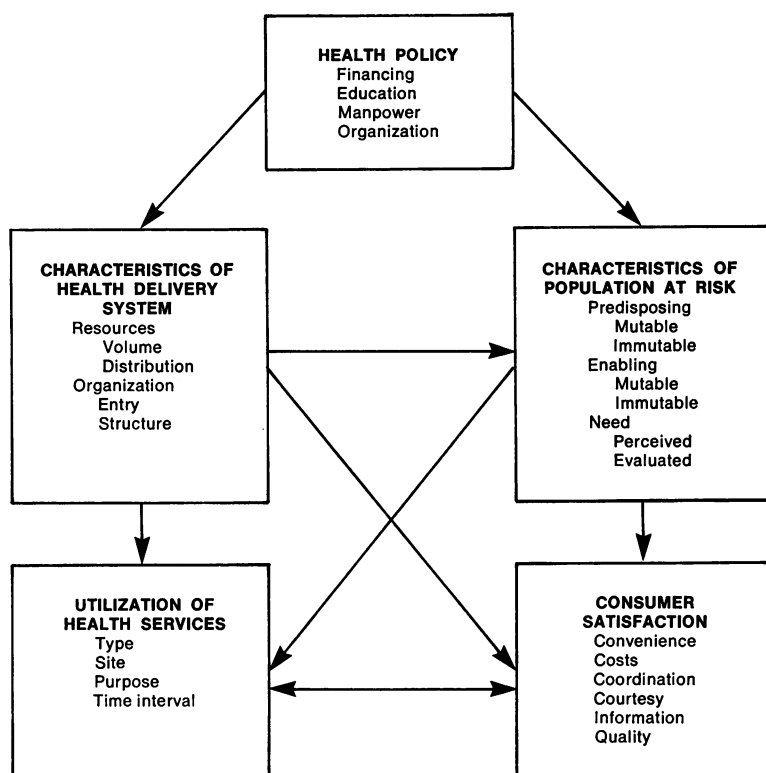 HEALTH POLICY
Financing
Education
Manpower
Organization
CHARACTERISTICS OF
HEALTH DELIVERY
SYSTEM
Resources
Volume
Distribution
Organization
Entry
Structure
CHARACTERISTICS OF
POPULATION AT RISK
Predisposing
Mutable
Immutable
Enabling
Mutable
Immutable
Need
Perceived
Evaluated
UTILIZATION OF
HEALTH SERVICES
Type
Site
Purpose
Time interval
CONSUMER
SATISFACTION
Convenience
Costs
Coordination
Courtesy
Information
Quality